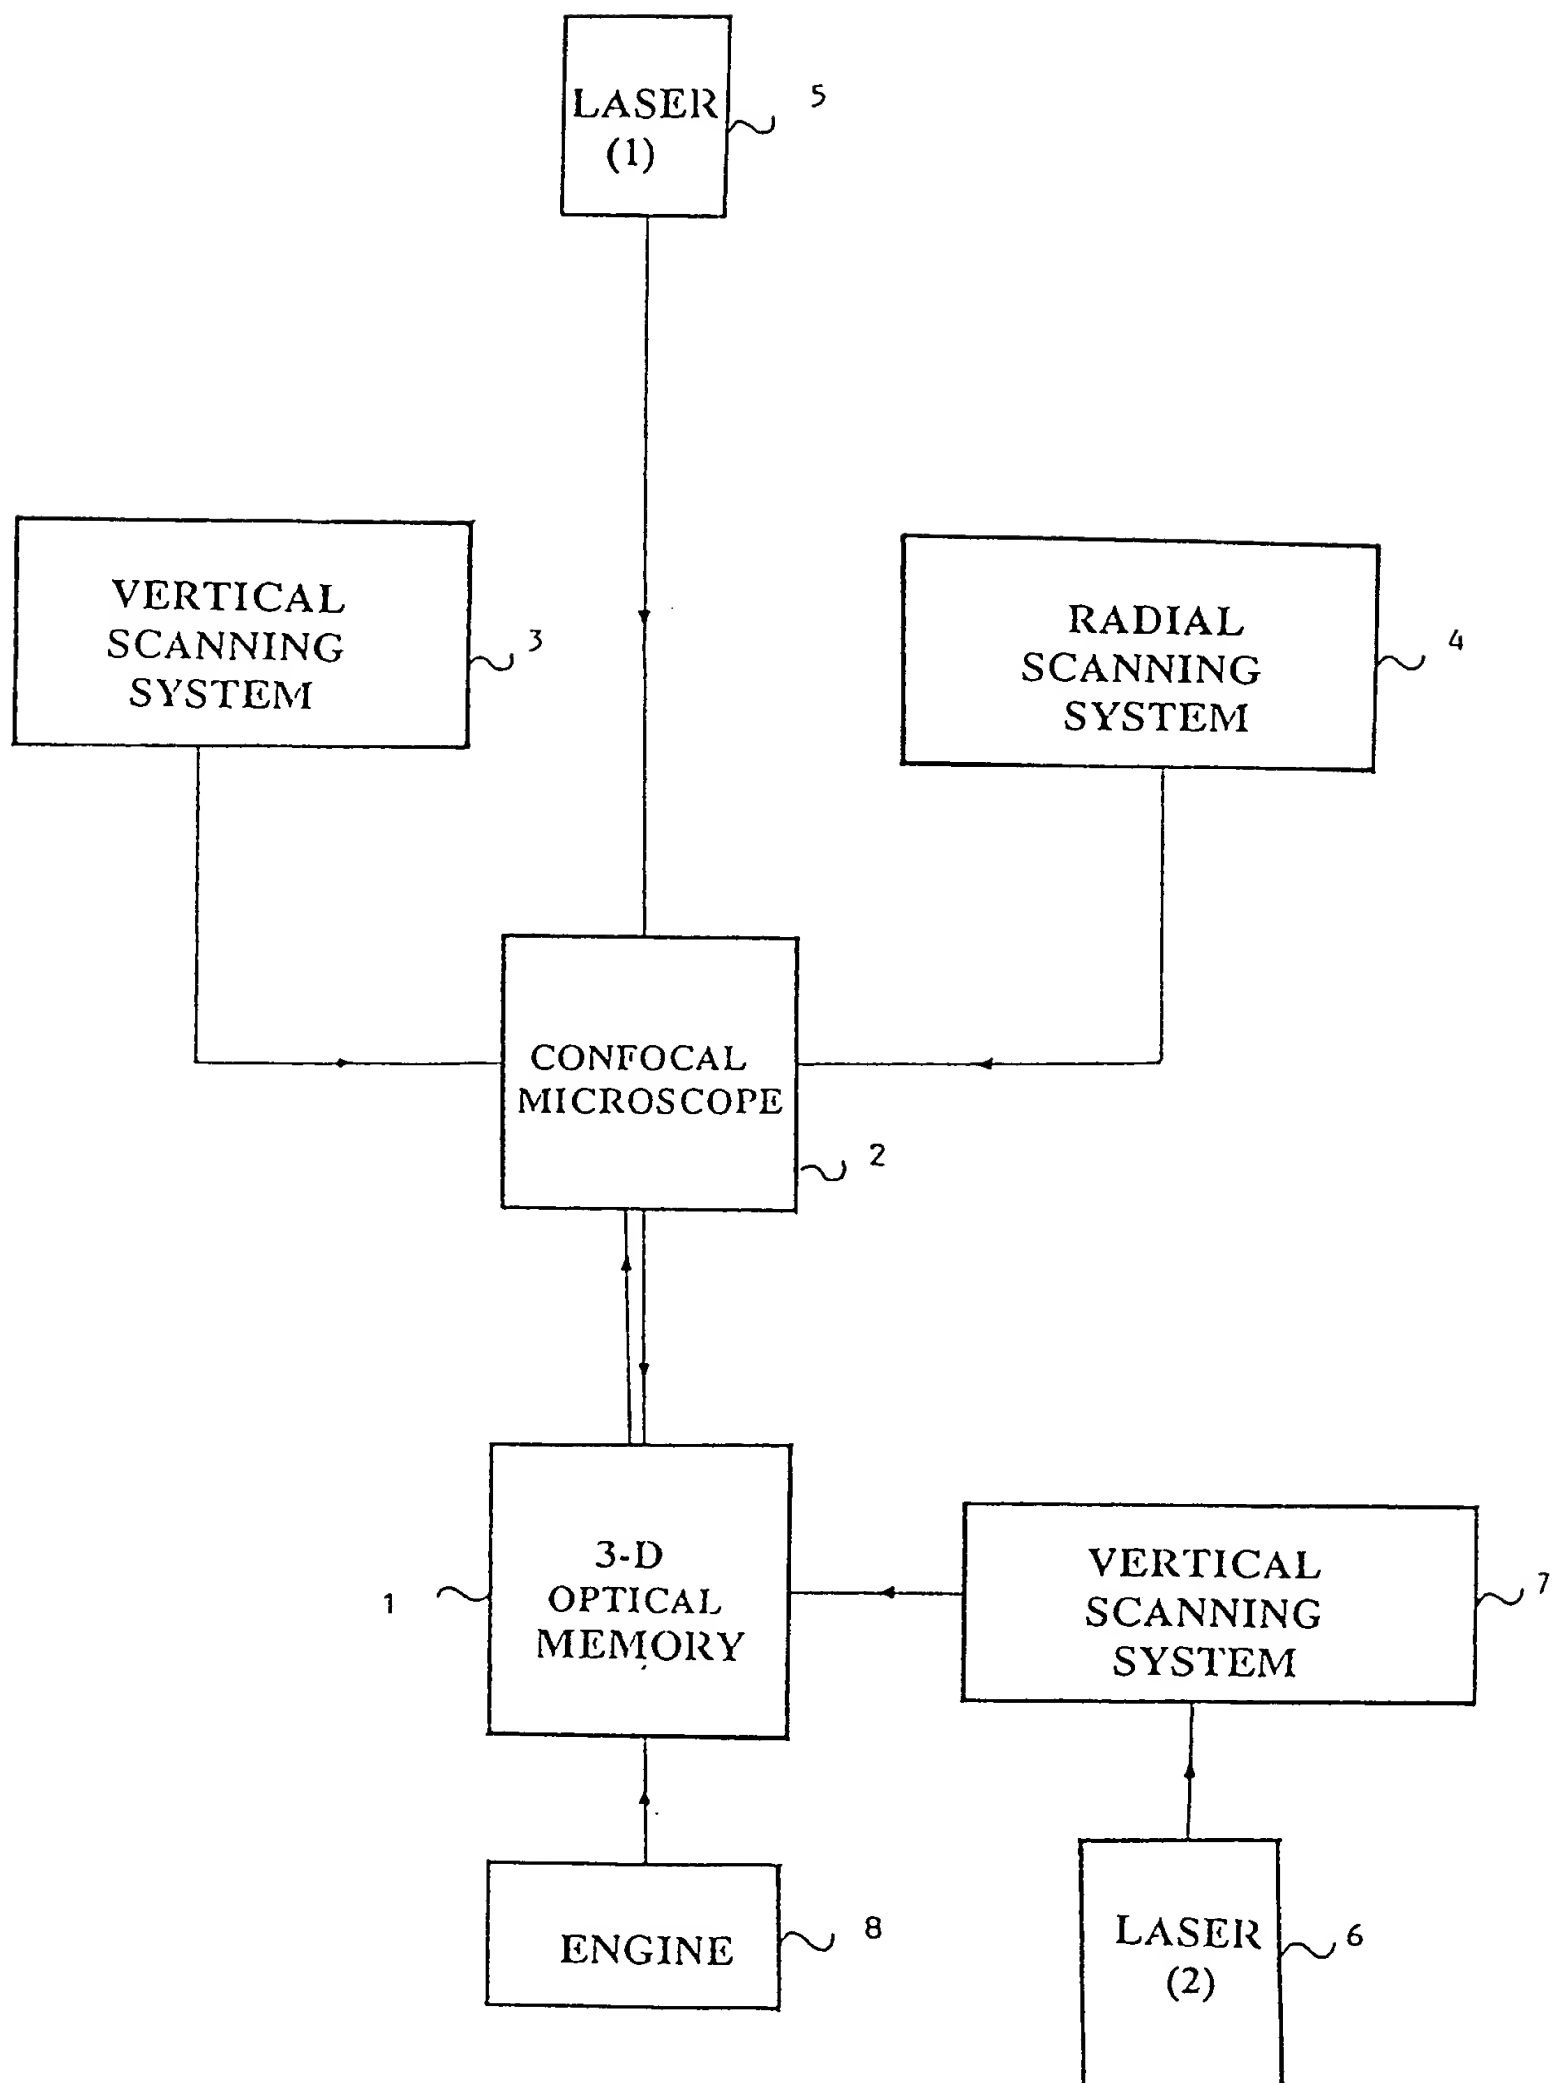 LASER
(1)
5
VERTICAL
SCANNING
SYSTEM
3
RADIAL
SCANNING
SYSTEM
4
CONFOCAL
MICROSCOPE
2
3-D
OPTICAL
MEMORY
1
VERTICAL
SCANNING
SYSTEM
7
ENGINE
8
LASER
(2)
6